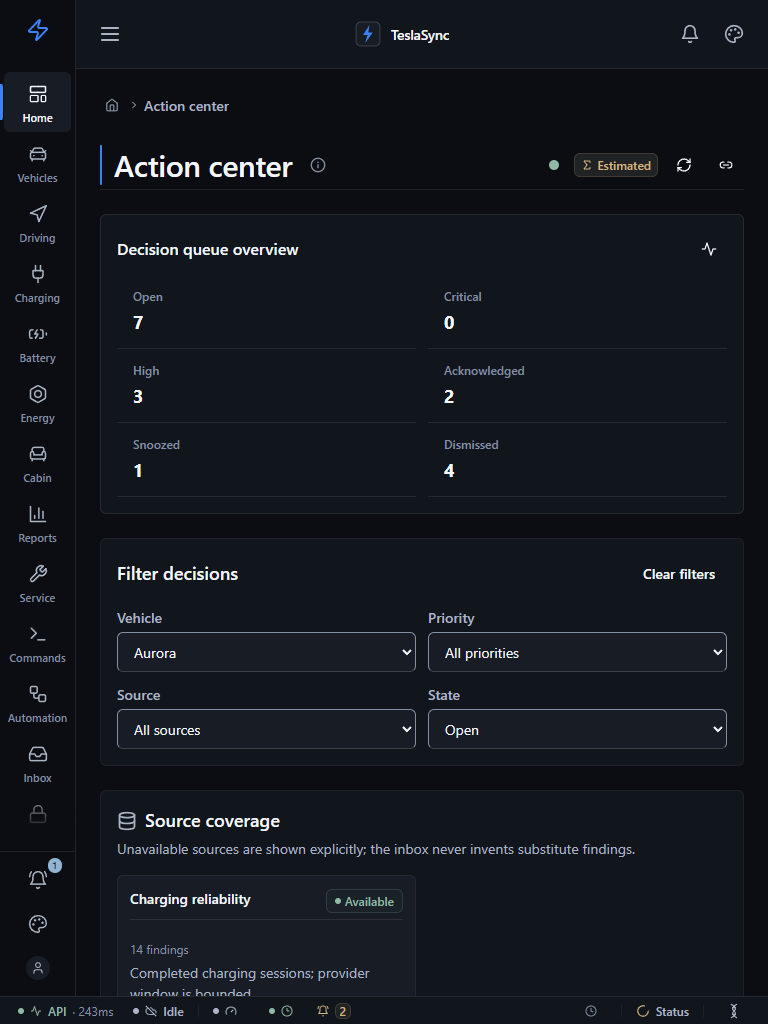 TeslaSync
Home
Vehicles
Driving
Charging
Battery
Energy
Cabin
Reports
Service
Commands
Automation
Inbox
1
Action center
Action center
Σ Estimated
Decision queue overview
Open
7
Critical
0
High
3
Acknowledged
2
Snoozed
1
Dismissed
4
Filter decisions
Clear filters
Vehicle
Aurora
Priority
All priorities
Source
All sources
State
Open
Source coverage
Unavailable sources are shown explicitly; the inbox never invents substitute findings.
Charging reliability
Available
14 findings
Completed charging sessions; provider
window is bounded
API · 243ms
Idle
2
Status